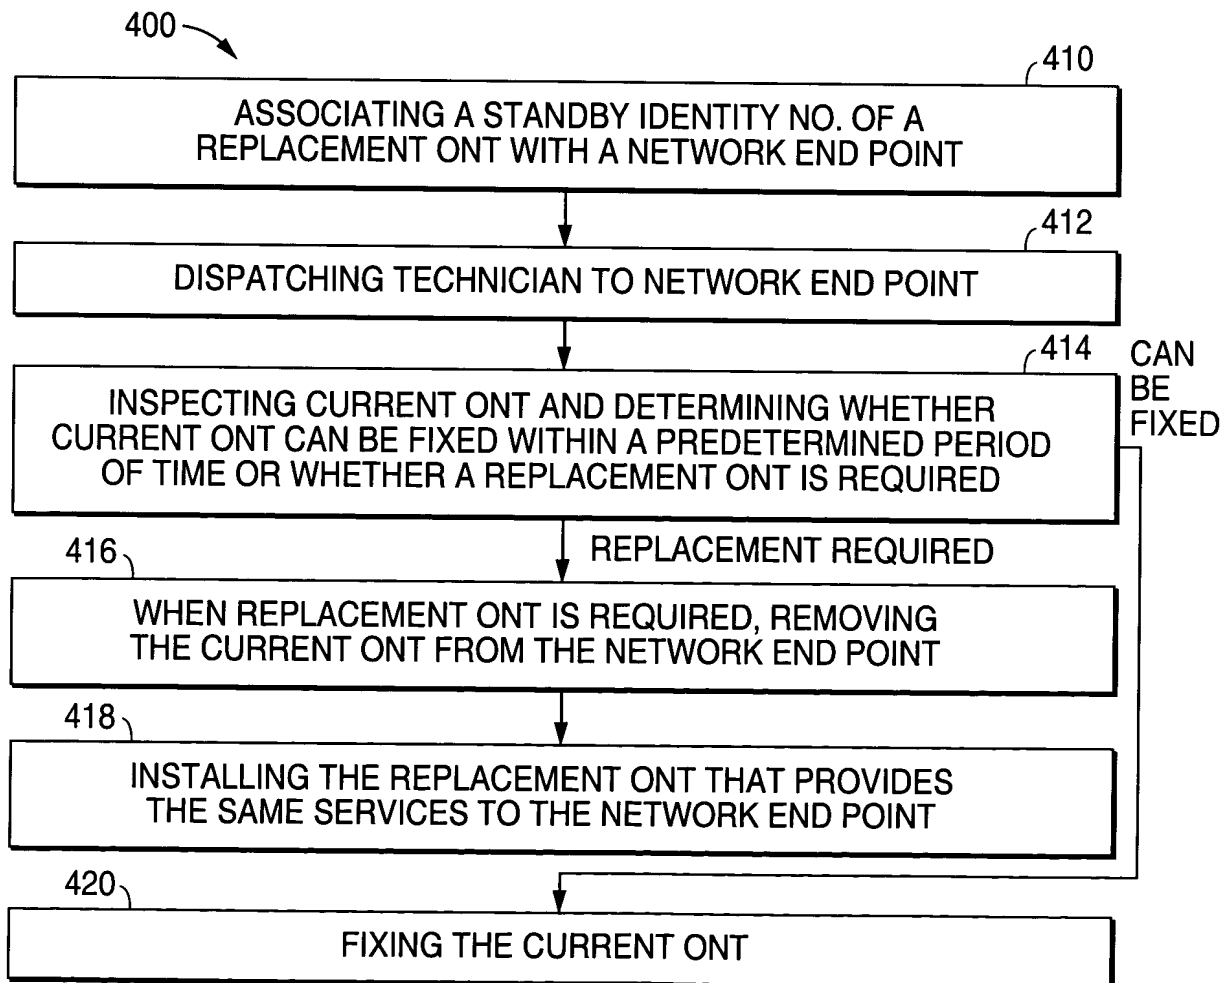 400
410
ASSOCIATING A STANDBY IDENTITY NO. OF A
REPLACEMENT ONT WITH A NETWORK END POINT
412
DISPATCHING TECHNICIAN TO NETWORK END POINT
414
CAN
BE
FIXED
INSPECTING CURRENT ONT AND DETERMINING WHETHER
CURRENT ONT CAN BE FIXED WITHIN A PREDETERMINED PERIOD
OF TIME OR WHETHER A REPLACEMENT ONT IS REQUIRED
REPLACEMENT REQUIRED
416
WHEN REPLACEMENT ONT IS REQUIRED, REMOVING
THE CURRENT ONT FROM THE NETWORK END POINT
418
INSTALLING THE REPLACEMENT ONT THAT PROVIDES
THE SAME SERVICES TO THE NETWORK END POINT
420
FIXING THE CURRENT ONT